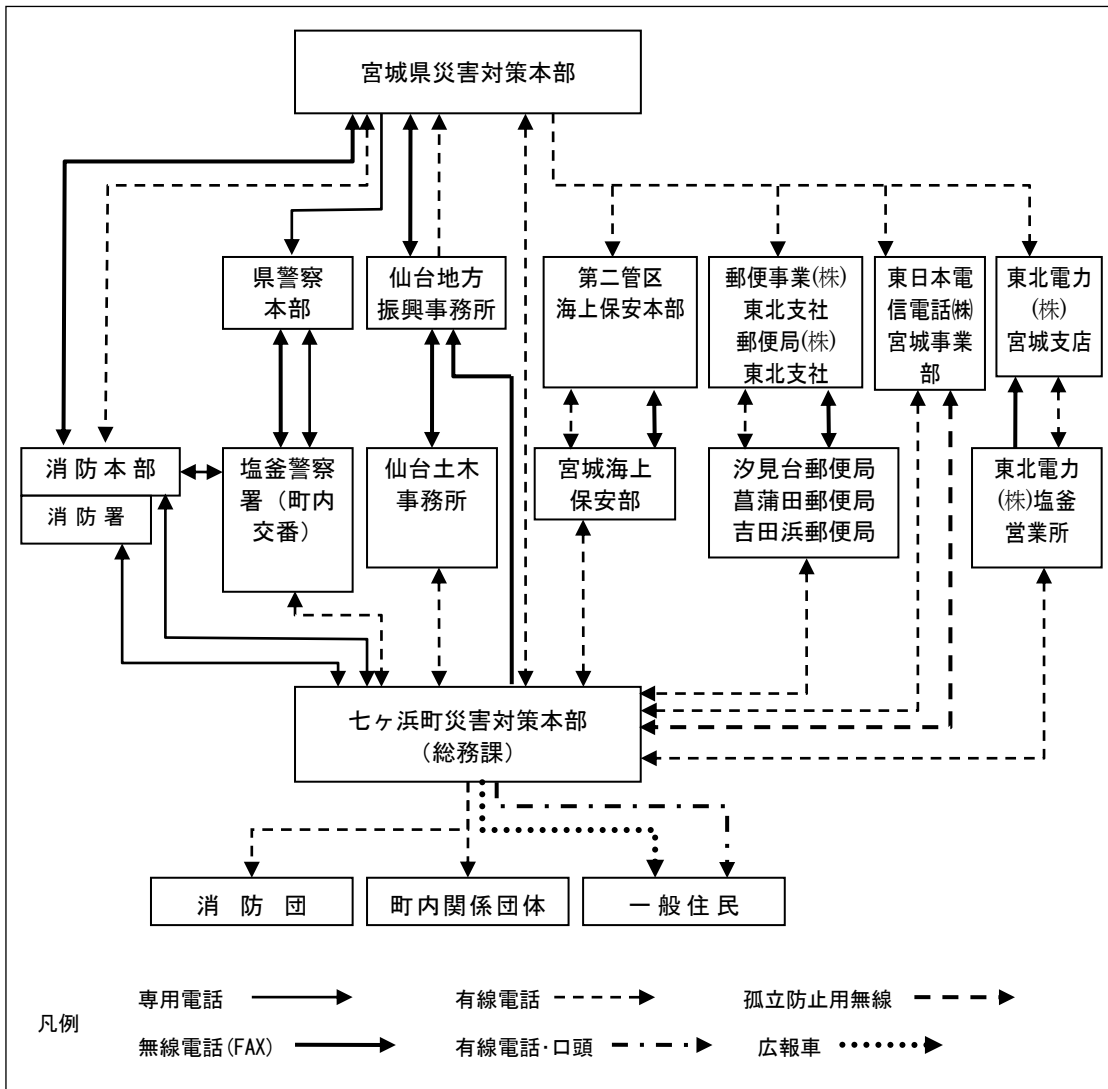 宮城県災害対策本部
県警察
本部
仙台地方
振興事務所
第二管区
海上保安本部
郵便事業(株)
東北支社
郵便局(株)
東北支社
東日本電
信電話㈱
宮城事業
部
東北電力
(株)
宮城支店
消防本部
消防署
塩釜警察
署（町内
交番）
仙台土木
事務所
宮城海上
保安部
汐見台郵便局
菖蒲田郵便局
吉田浜郵便局
東北電力
(株)塩釜
営業所
七ヶ浜町災害対策本部
(総務課)
消防団
町内関係団体
一般住民
凡例
専用電話
有線電話
孤立防止用無線
無線電話(FAX)
有線電話・口頭
広報車